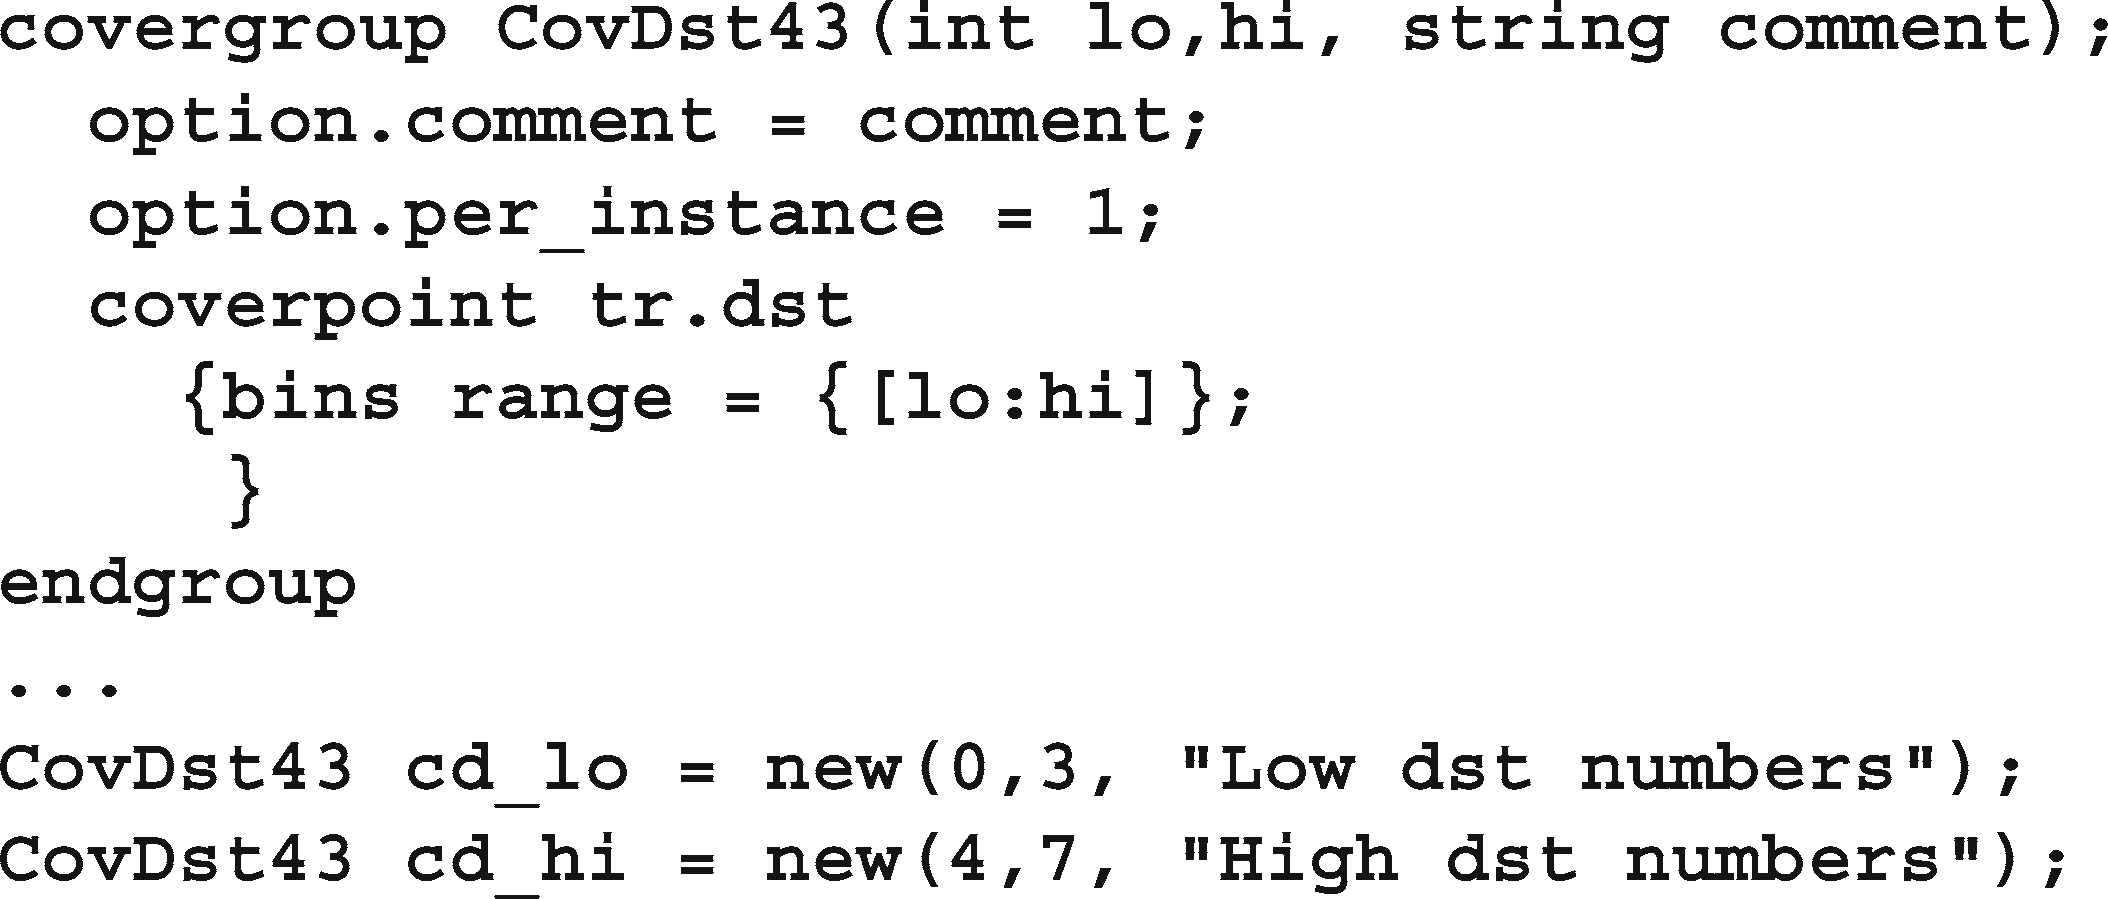 covergroup CovDst43(int lo,hi, string comment);
  option.comment = comment;
  option.per_instance = 1;
  coverpoint tr.dst
    {bins range = {[lo:hi]};
     }
endgroup
...
CovDst43 cd_lo = new(0,3, "Low dst numbers");
CovDst43 cd_hi = new(4,7, "High dst numbers");